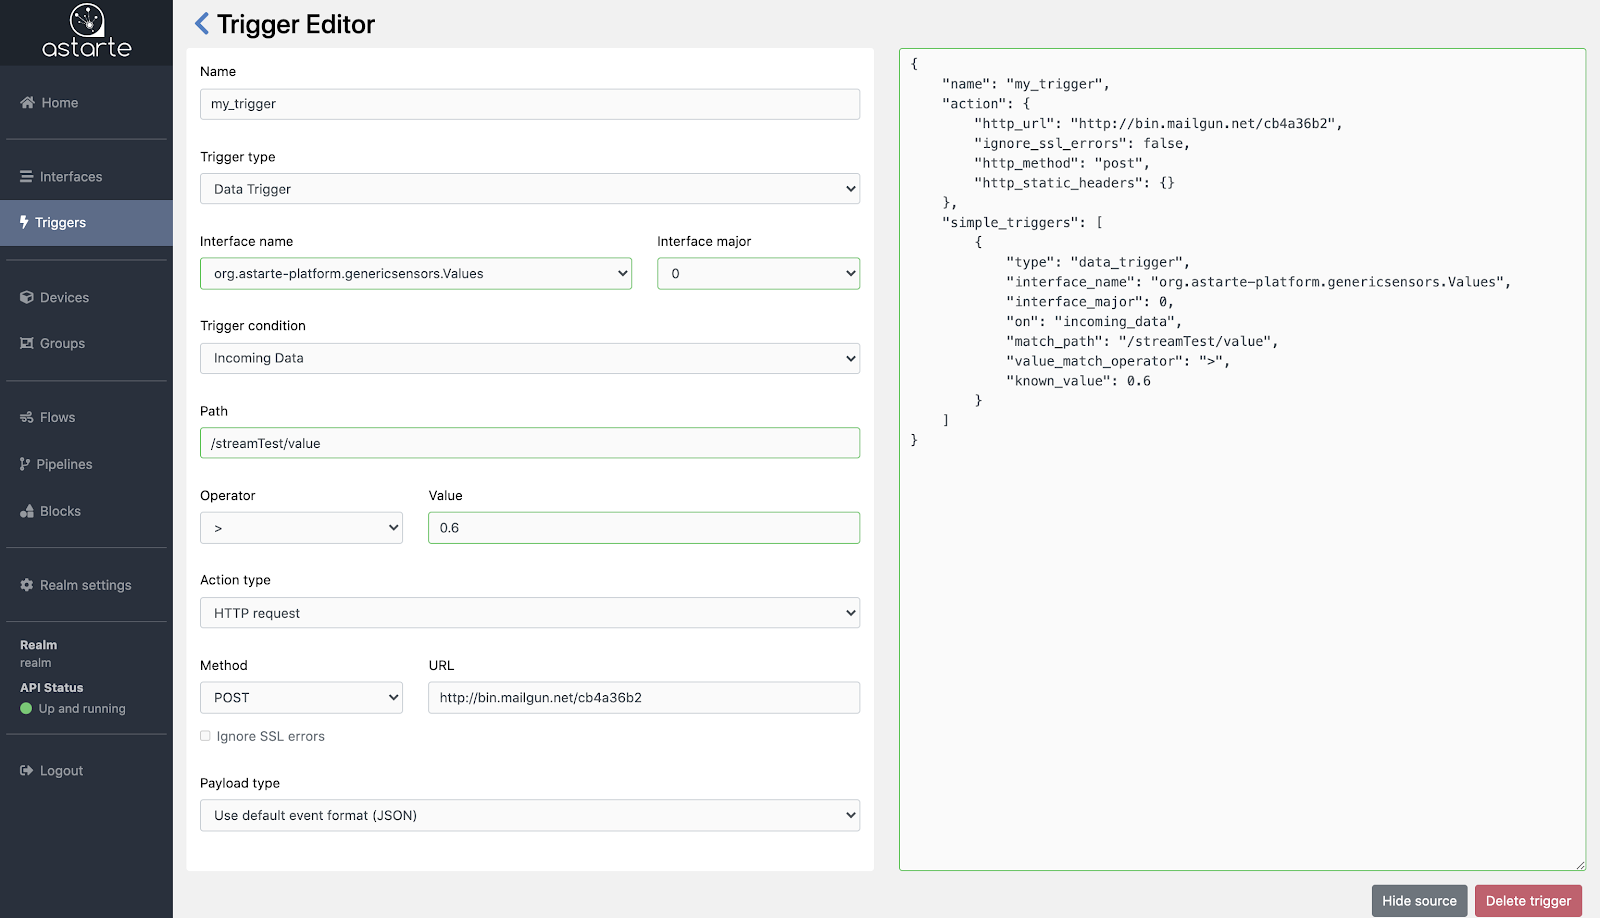 astarte
Home
Interfaces
Triggers
Devices
Groups
Flows
Pipelines
Blocks
Realm settings
Realm
realm
API Status
Up and running
Logout
Trigger Editor
Name
my_trigger
Trigger type
Data Trigger
Interface name
Interface major
org.astarte-platform.genericsensors.Values
0
Trigger condition
Incoming Data
Path
/streamTest/value
Operator
Value
>
0.6
Action type
HTTP request
Method
URL
POST
http://bin.mailgun.net/cb4a36b2
Ignore SSL errors
Payload type
Use default event format (JSON)
{
    "name": "my_trigger",
    "action": {
        "http_url": "http://bin.mailgun.net/cb4a36b2",
        "ignore_ssl_errors": false,
        "http_method": "post",
        "http_static_headers": {}
    },
    "simple_triggers": [
        {
            "type": "data_trigger",
            "interface_name": "org.astarte-platform.genericsensors.Values",
            "interface_major": 0,
            "on": "incoming_data",
            "match_path": "/streamTest/value",
            "value_match_operator": ">",
            "known_value": 0.6
        }
    ]
}
Hide source
Delete trigger